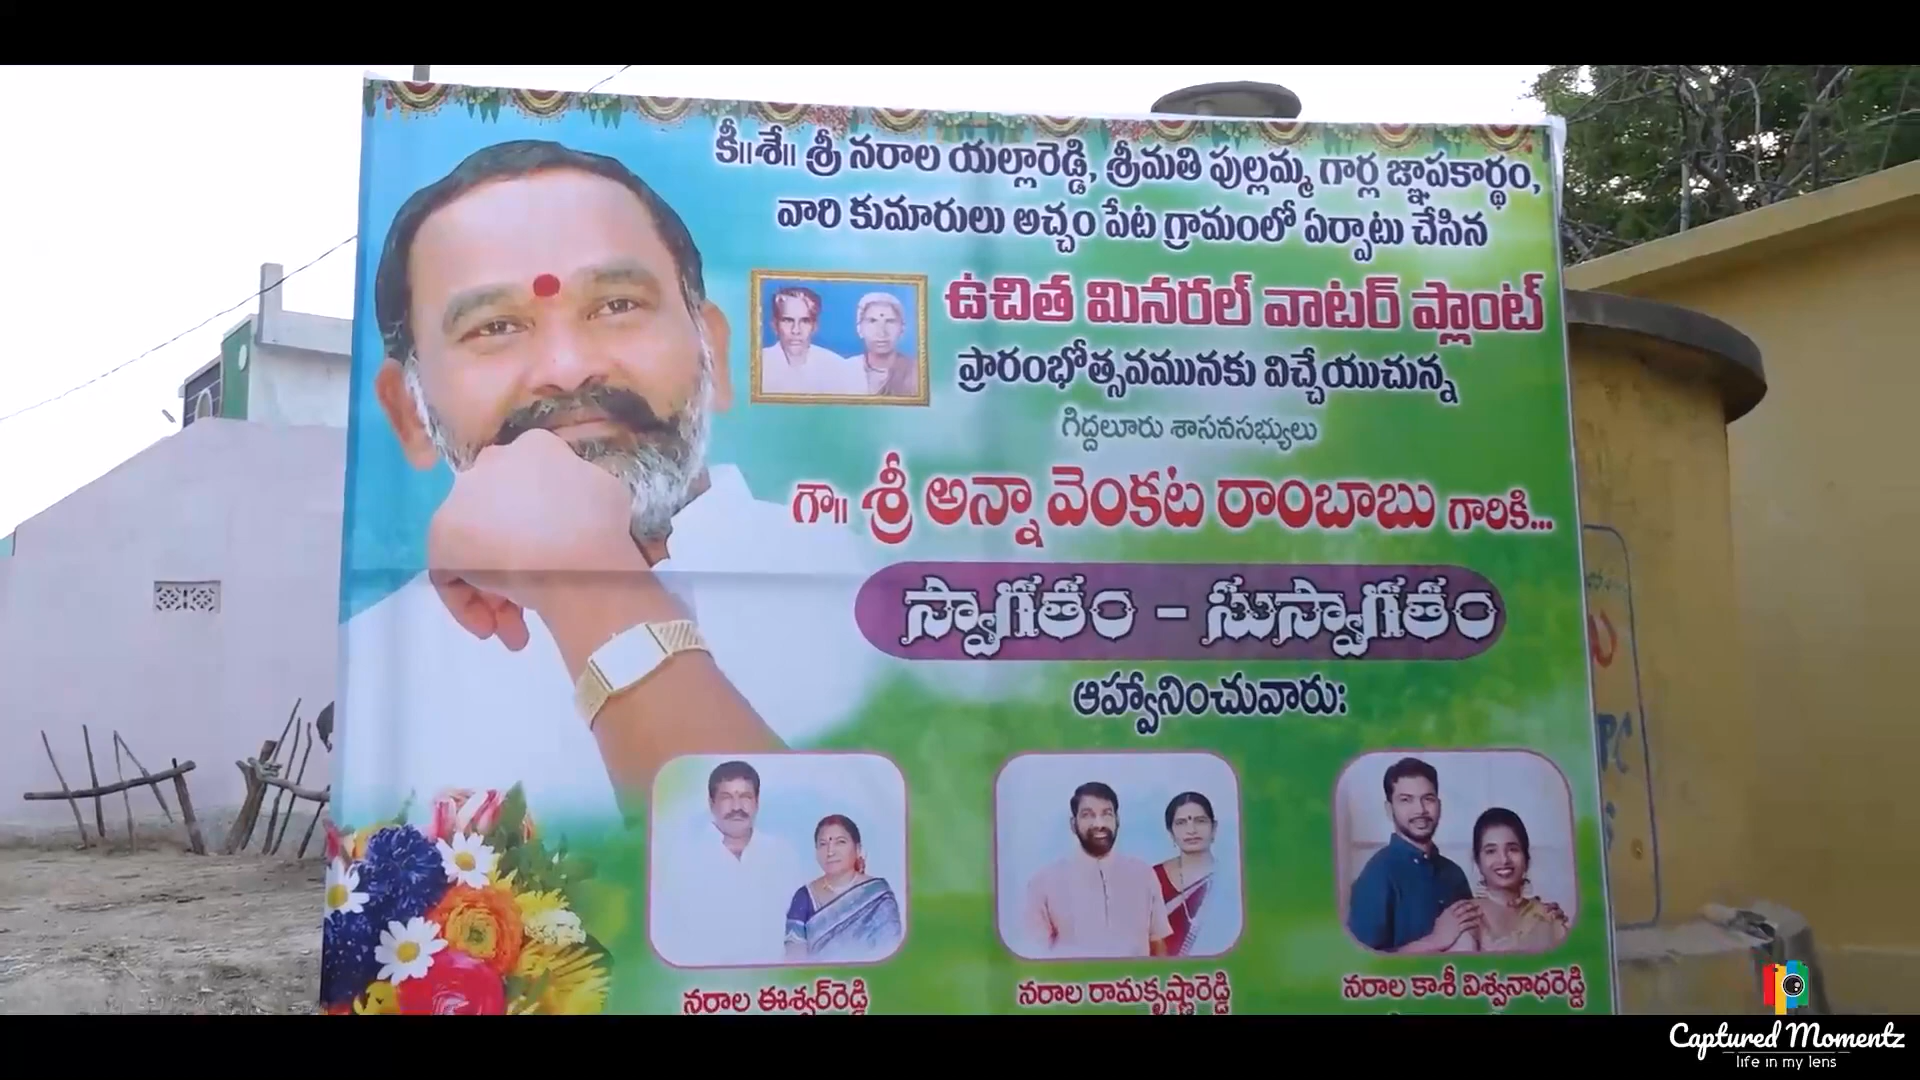 కీ॥శే॥ శ్రీ నరాల యల్లారెడ్డి, శ్రీమతి పుల్లమ్మ గార్ల జ్ఞాపకార్థం,
వారి కుమారులు అచ్చం పేట గ్రామంలో ఏర్పాటు చేసిన
ఉచిత మినరల్ వాటర్ ప్లాంట్
ప్రారంభోత్సవమునకు విచ్చేయుచున్న
గిద్దలూరు శాసనసభ్యులు
గౌ॥ శ్రీ అన్నా వెంకట రాంబాబు గారికి...
స్వాగతం - సుస్వాగతం
ఆహ్వానించువారు:
నరాల ఈశ్వర్‌రెడ్డి
నరాల రామకృష్ణారెడ్డి
నరాల కాశీ విశ్వనాధరెడ్డి
Captured Momentz
life in my lens